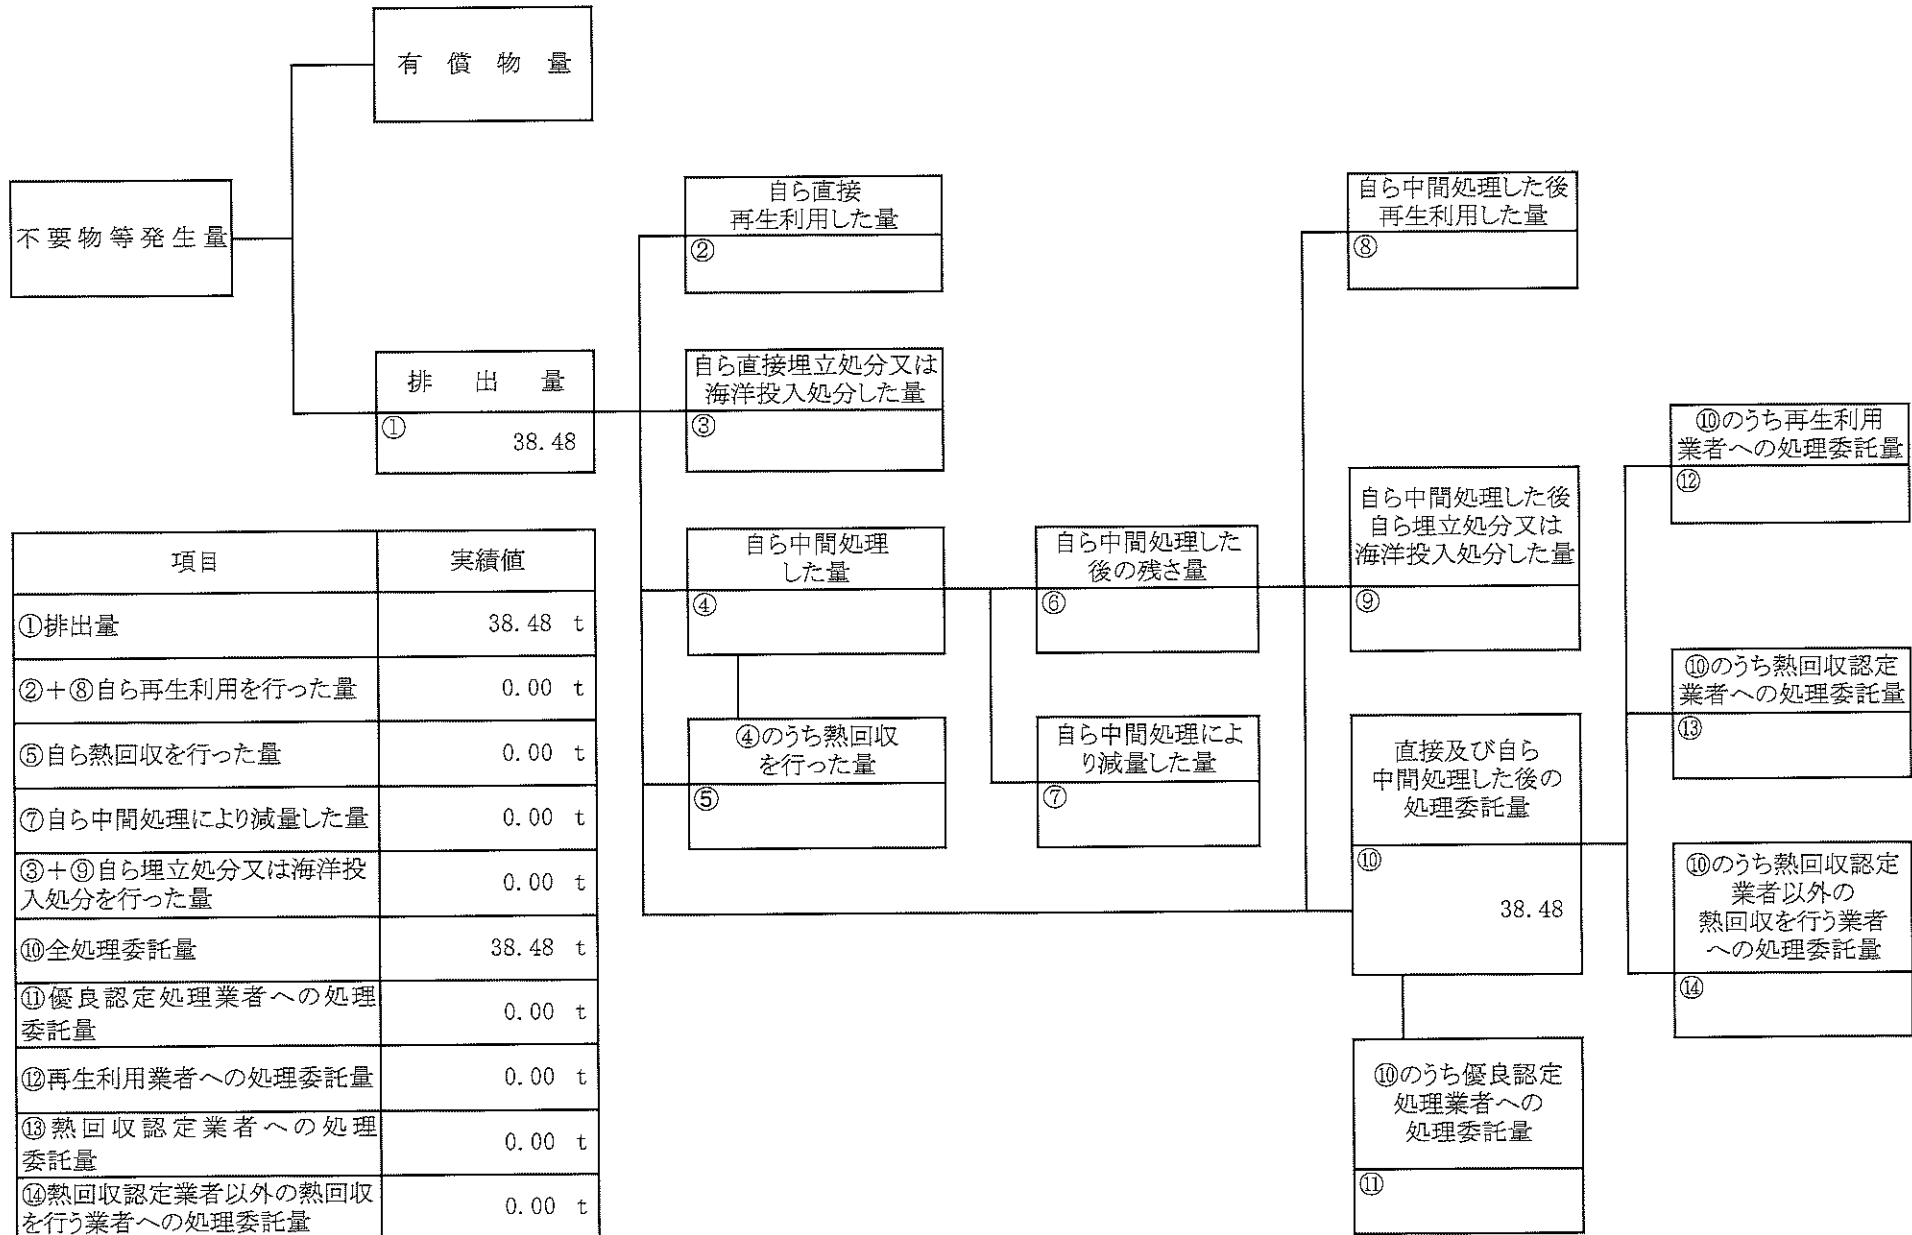 有償物量
不要物等発生量
排出量
①
38.48
自ら直接
再生利用した量
②
自ら直接埋立処分又は
海洋投入処分した量
③
自ら中間処理
した量
④
④のうち熱回収
を行った量
⑤
自ら中間処理した
後の残さ量
⑥
自ら中間処理によ
り減量した量
⑦
自ら中間処理した後
再生利用した量
⑧
自ら中間処理した後
自ら埋立処分又は
海洋投入処分した量
⑨
直接及び自ら
中間処理した後の
処理委託量
⑩
38.48
⑩のうち優良認定
処理業者への
処理委託量
⑪
⑩のうち再生利用
業者への処理委託量
⑫
⑩のうち熱回収認定
業者への処理委託量
⑬
⑩のうち熱回収認定
業者以外の
熱回収を行う業者
への処理委託量
⑭
項目 実績値
①排出量 38.48 t
②+⑧自ら再生利用を行った量 0.00 t
⑤自ら熱回収を行った量 0.00 t
⑦自ら中間処理により減量した量 0.00 t
③+⑨自ら埋立処分又は海洋投
入処分を行った量 0.00 t
⑩全処理委託量 38.48 t
⑪優良認定処理業者への処理
委託量 0.00 t
⑫再生利用業者への処理委託量 0.00 t
⑬熱回収認定業者への処理
委託量 0.00 t
⑭熱回収認定業者以外の熱回収
を行う業者への処理委託量 0.00 t